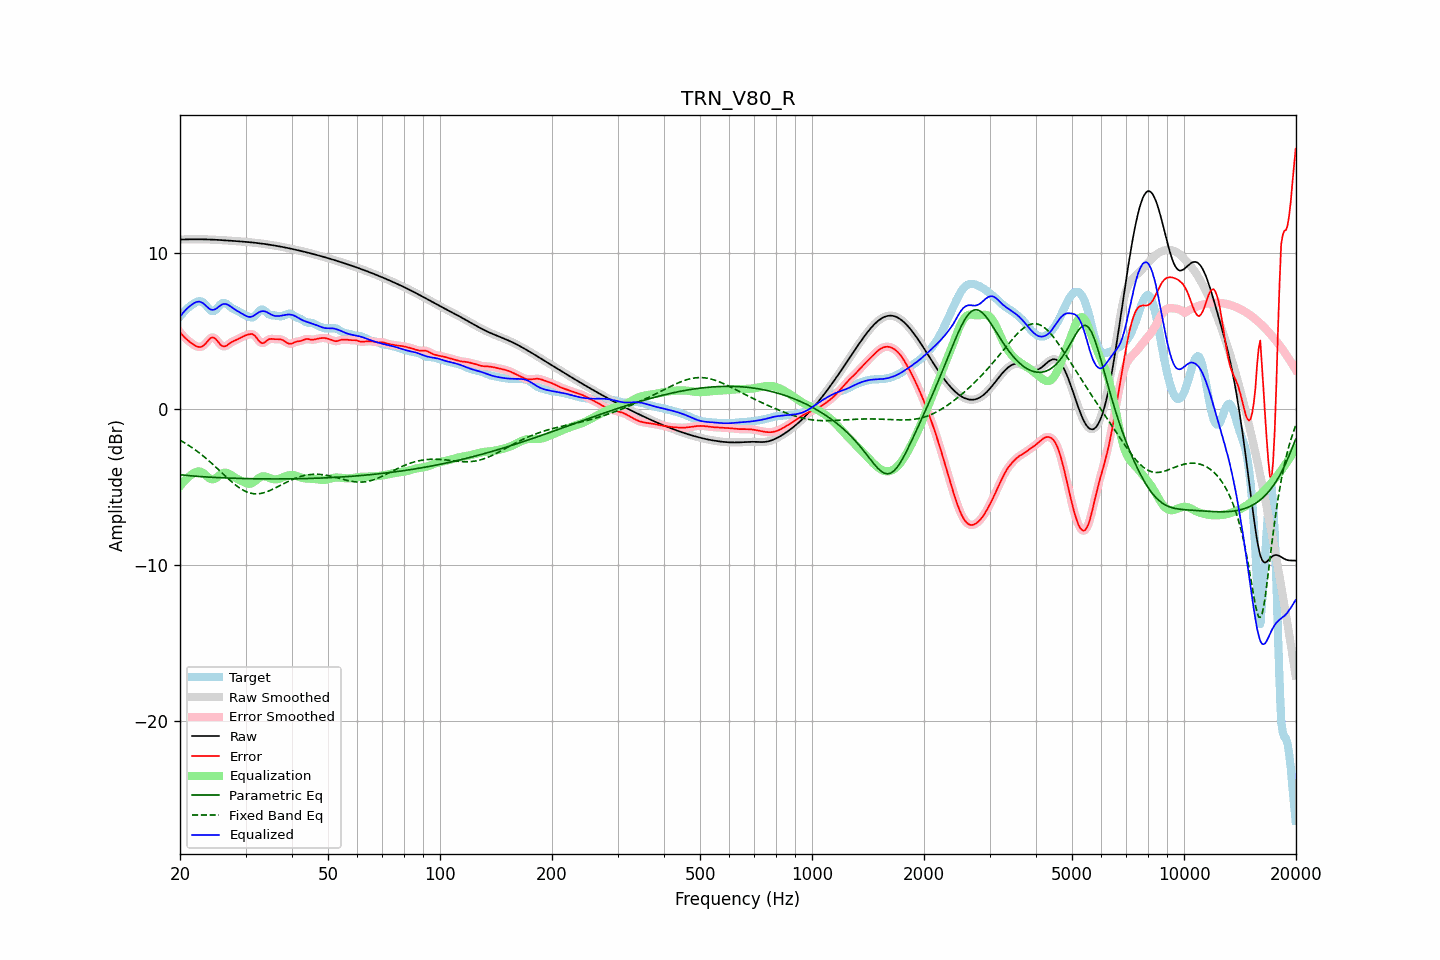 TRN_V80_R
Amplitude (dBr)
10
0
−10
−20
Target
Raw Smoothed
Error Smoothed
Raw
Error
Equalization
Parametric Eq
Fixed Band Eq
Equalized
20 50 100 200 500 1000 2000 5000 10000 20000
Frequency (Hz)